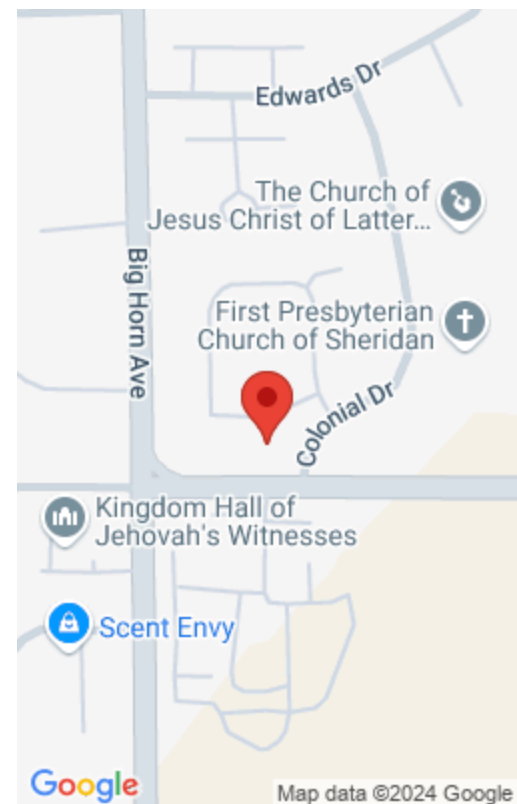 Edwards Dr
The Church of
Jesus Christ of Latter...
Big Horn Ave
First Presbyterian
Church of Sheridan
Colonial Dr
Kingdom Hall of
Jehovah's Witnesses
Scent Envy
Google
Map data ©2024 Google